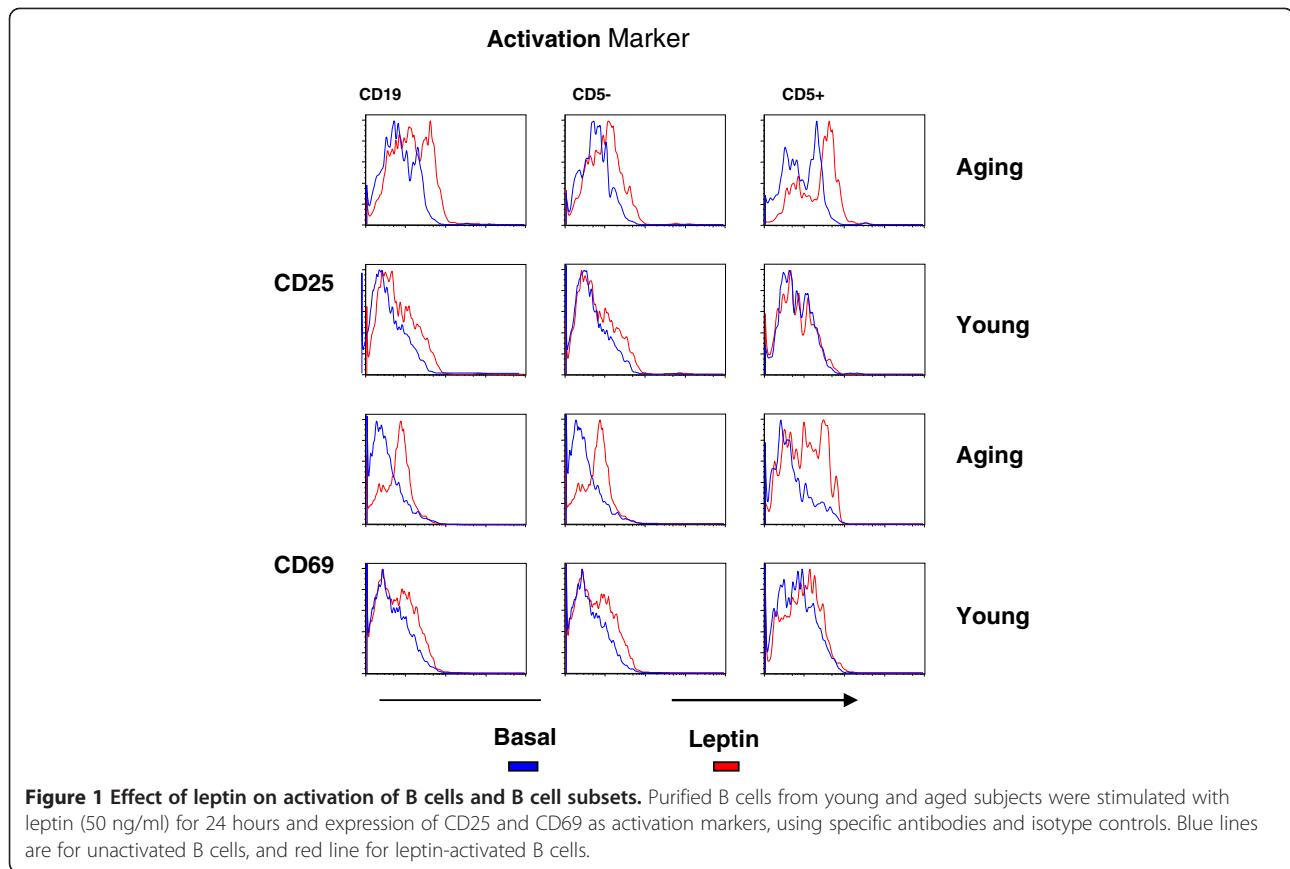 Activation Marker
CD19 CD5- CD5+
Aging
CD25
Young
Aging
CD69
Young
Basal Leptin
Figure 1 Effect of leptin on activation of B cells and B cell subsets. Purified B cells from young and aged subjects were stimulated with
leptin (50 ng/ml) for 24 hours and expression of CD25 and CD69 as activation markers, using specific antibodies and isotype controls. Blue lines
are for unactivated B cells, and red line for leptin-activated B cells.